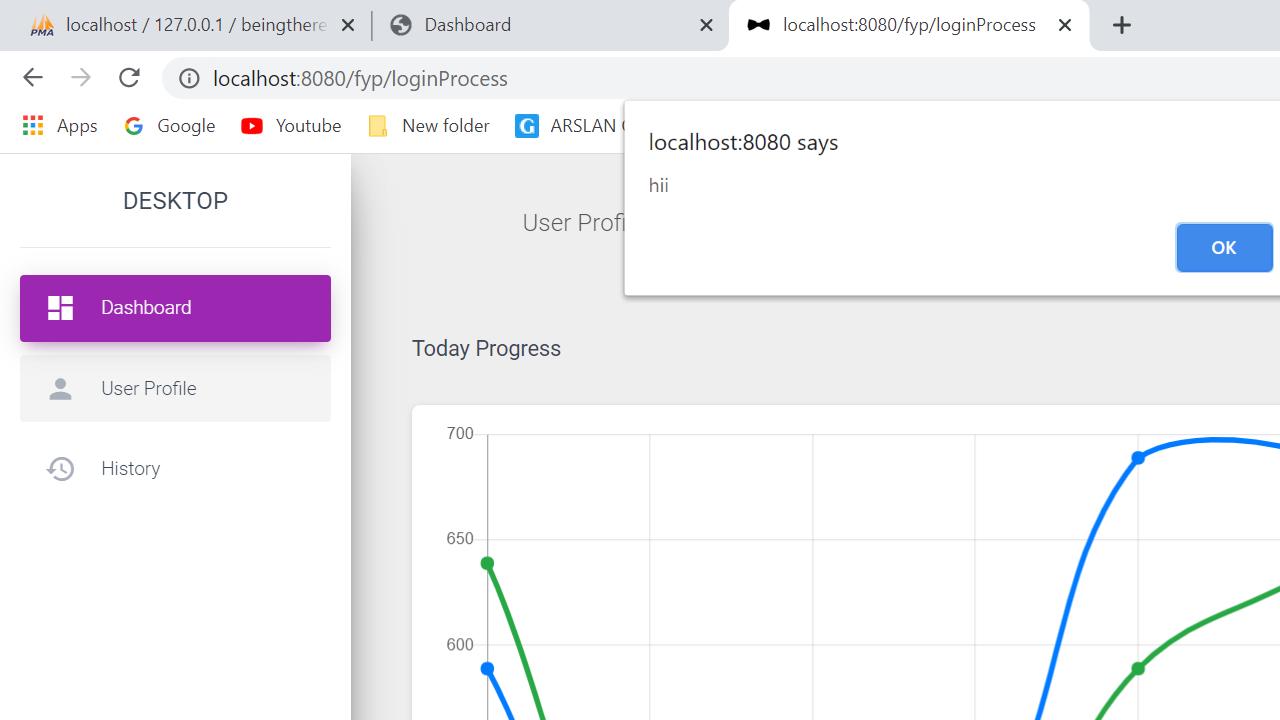 localhost / 127.0.0.1 / beingthere
Dashboard
localhost:8080/fyp/loginProcess
PMA
localhost:8080/fyp/loginProcess
Apps
Google
Youtube
New folder
ARSLAN
localhost:8080 says
hii
OK
DESKTOP
User Profi
Dashboard
User Profile
History
Today Progress
700
650
600